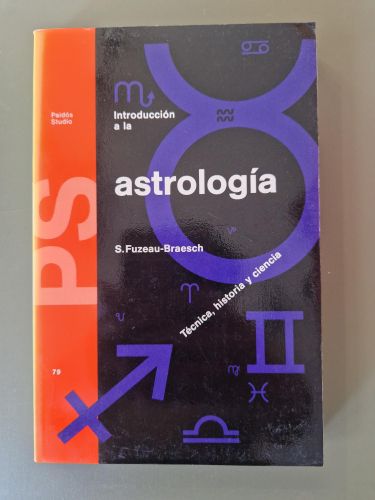 Paidós
Studio
Introducción
a la
astrología
S.Fuzeau-Braesch
Técnica, historia y ciencia
PS
79